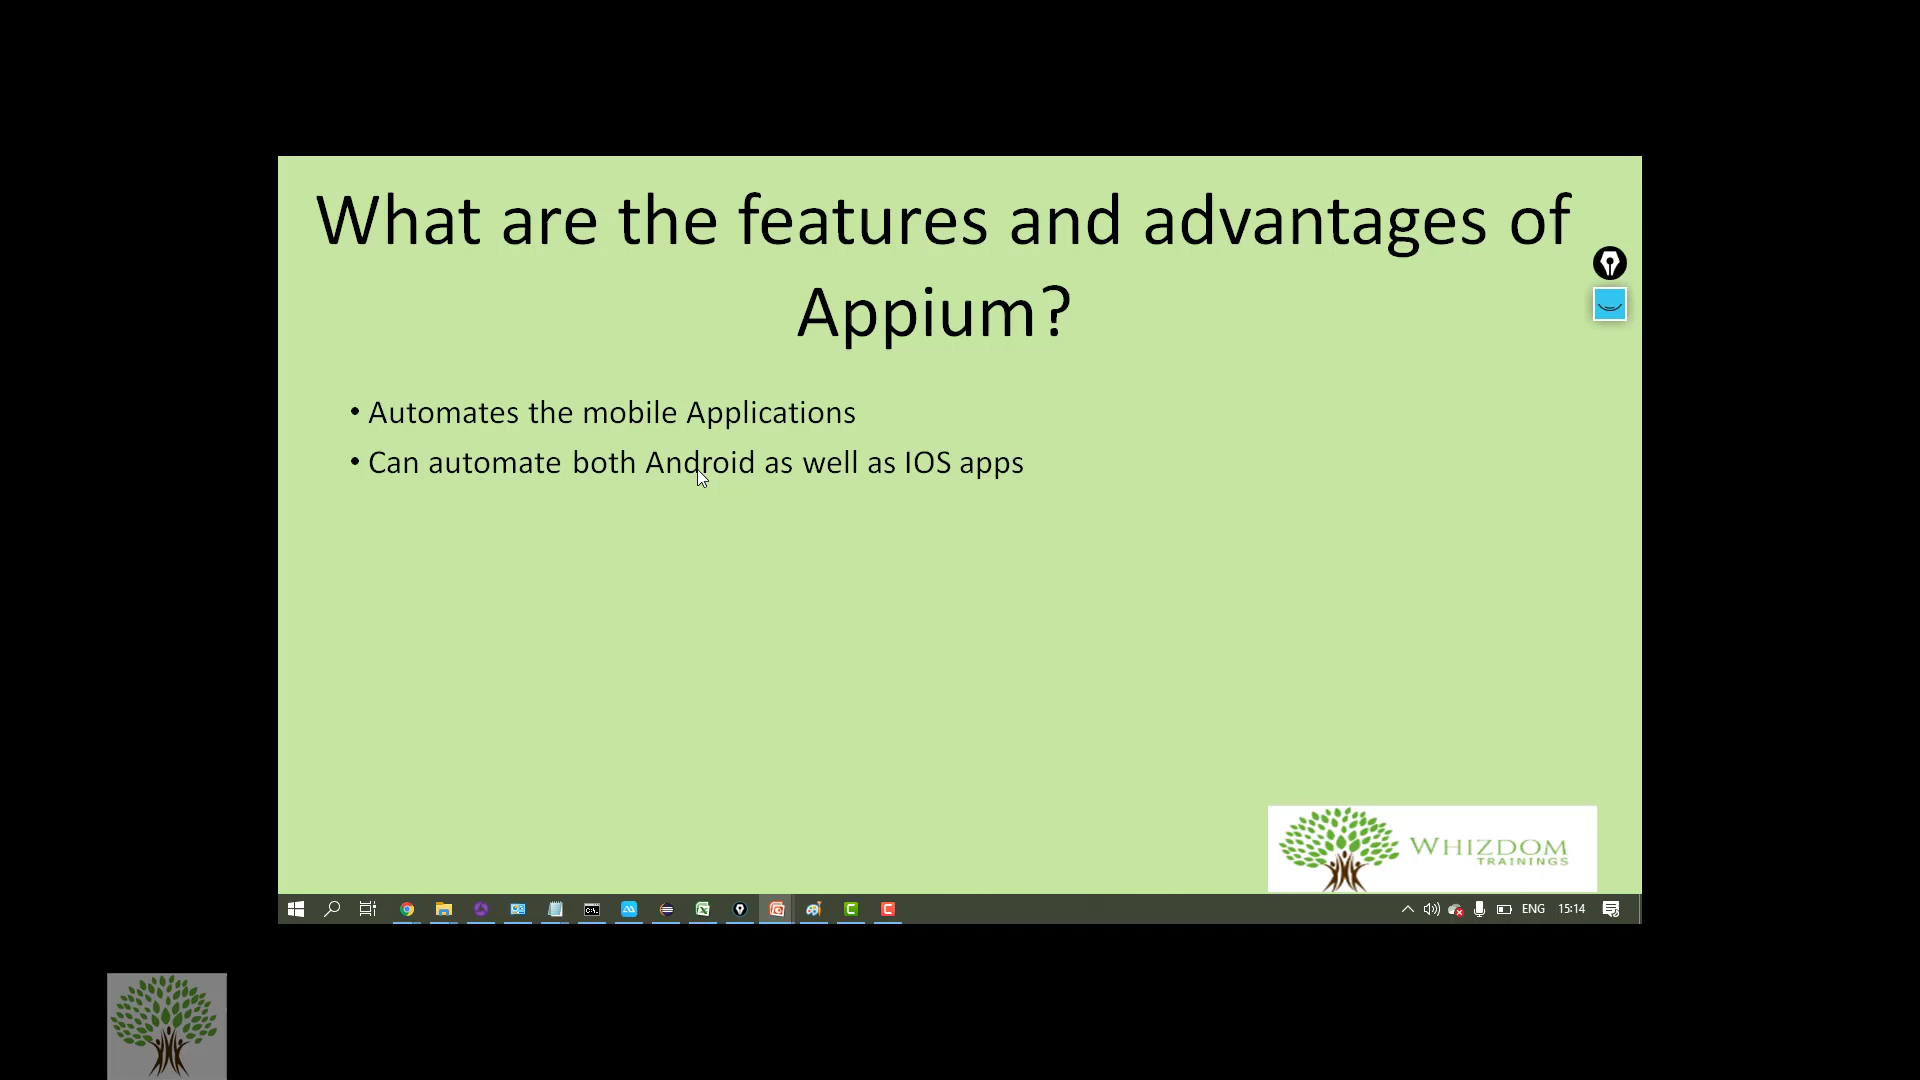 What are the features and advantages of
Appium?
• Automates the mobile Applications
• Can automate both Android as well as IOS apps
WHIZDOM
TRAININGS
ENG 15:14